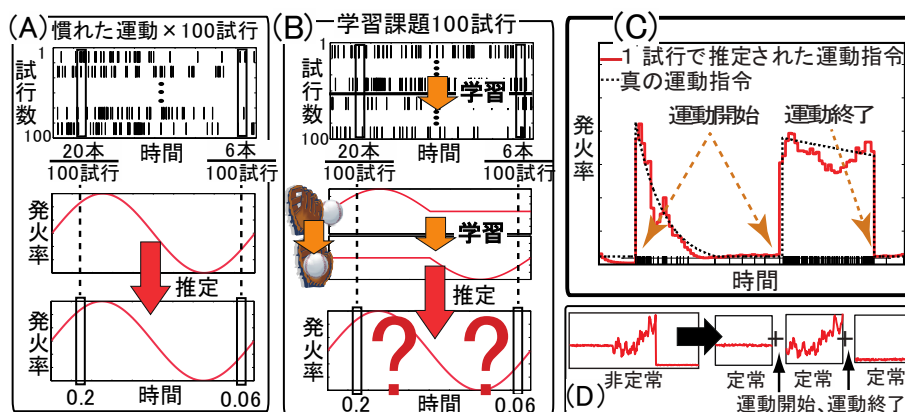 (A) 慣れた運動×100試行
1
試行数
100
時間
20本
100試行
6本
100試行
発火率
推定
発火率
0.2
時間
0.06
(B) 学習課題100試行
1
試行数
100
学習
時間
20本
100試行
6本
100試行
発火率
学習
推定
発火率
? ?
0.2
時間
0.06
(C)
1 試行で推定された運動指令
真の運動指令
発火率
運動開始
運動終了
時間
(D)
非定常
定常
+
定常
+
定常
運動開始、運動終了